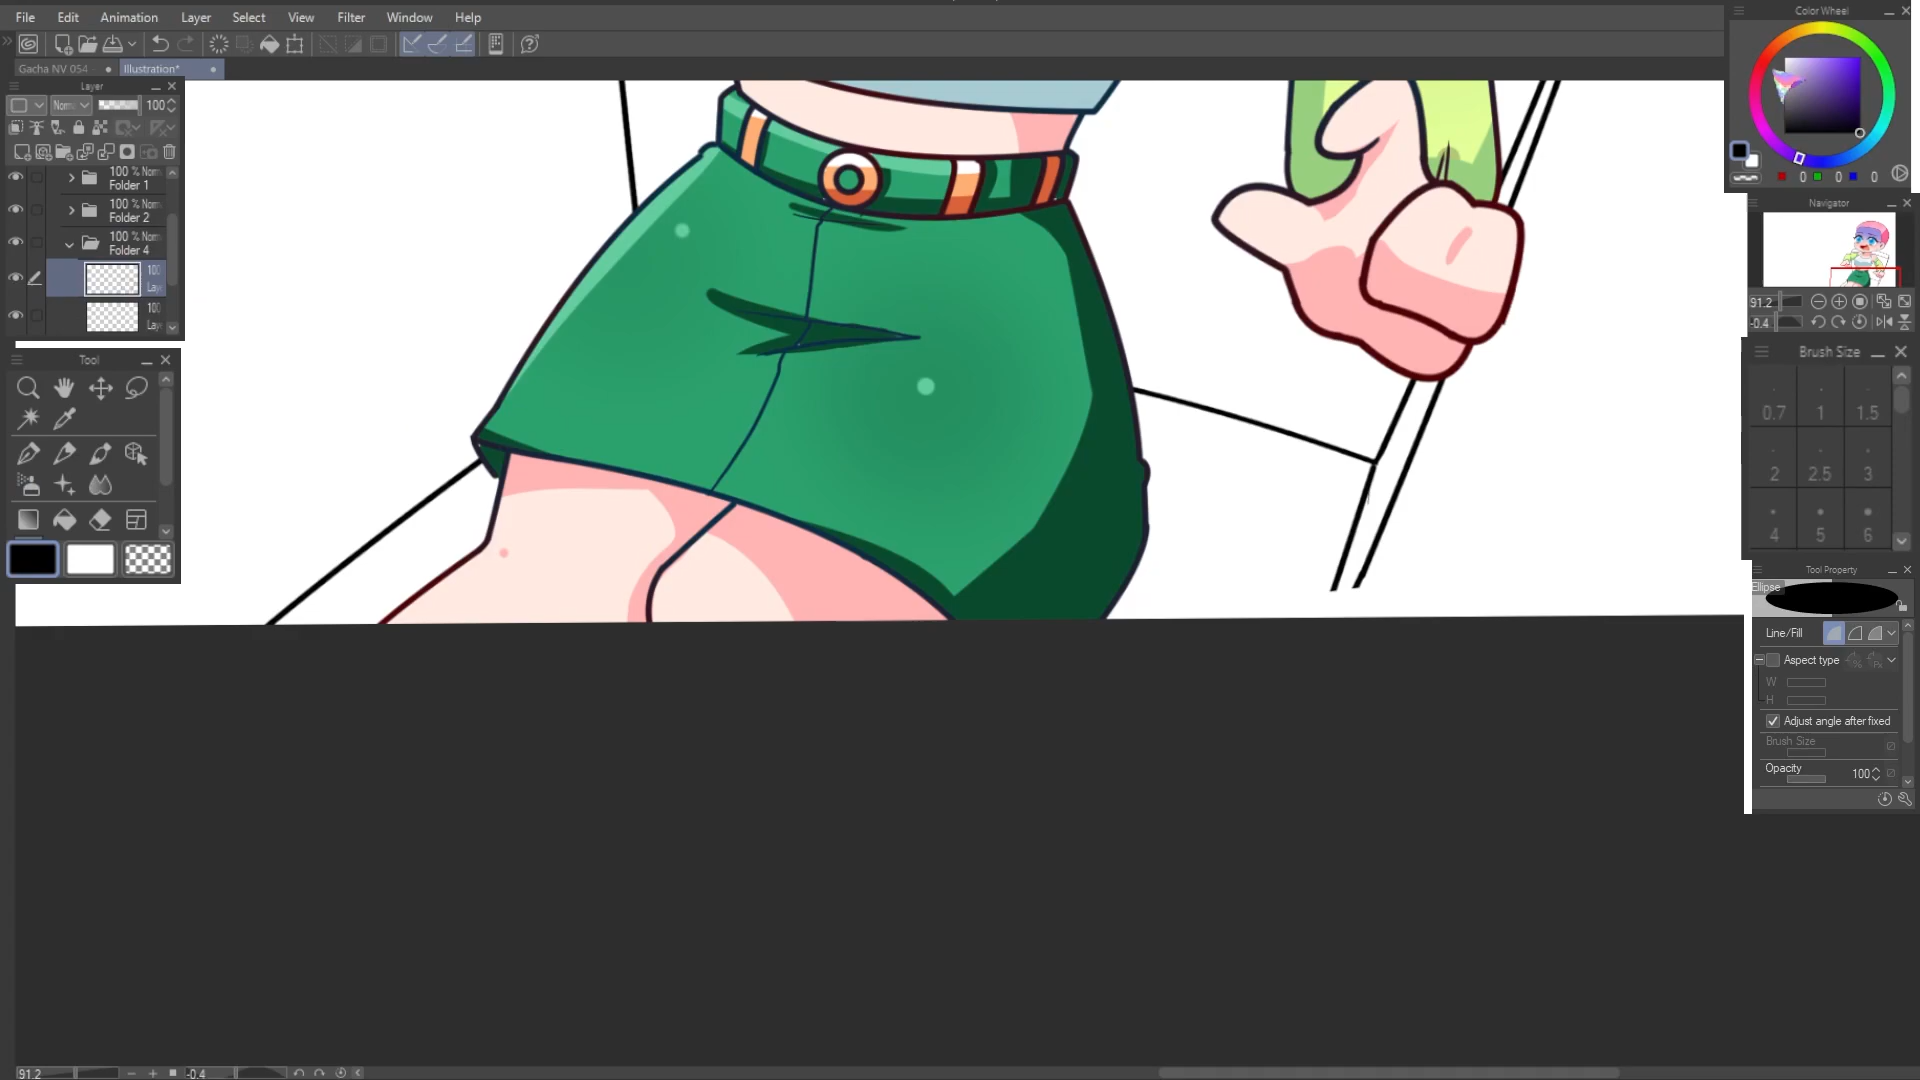 File Edit Animation Layer Select View Filter Window Help
Gacha NV 054
Illustration*
Layer
Norm 100
100 % Norm
Folder 1
100 % Norm
Folder 2
100 % Norm
Folder 4
100
Lay
100
Lay
Tool
Color Wheel
0 0 0
Navigator
91.2
-0.4
Brush Size
0.7 1 1.5
2 2.5 3
4 5 6
Tool Property
Ellipse
Line/Fill
Aspect type
W
H
Adjust angle after fixed
Brush Size
Opacity 100
91.2 -0.4